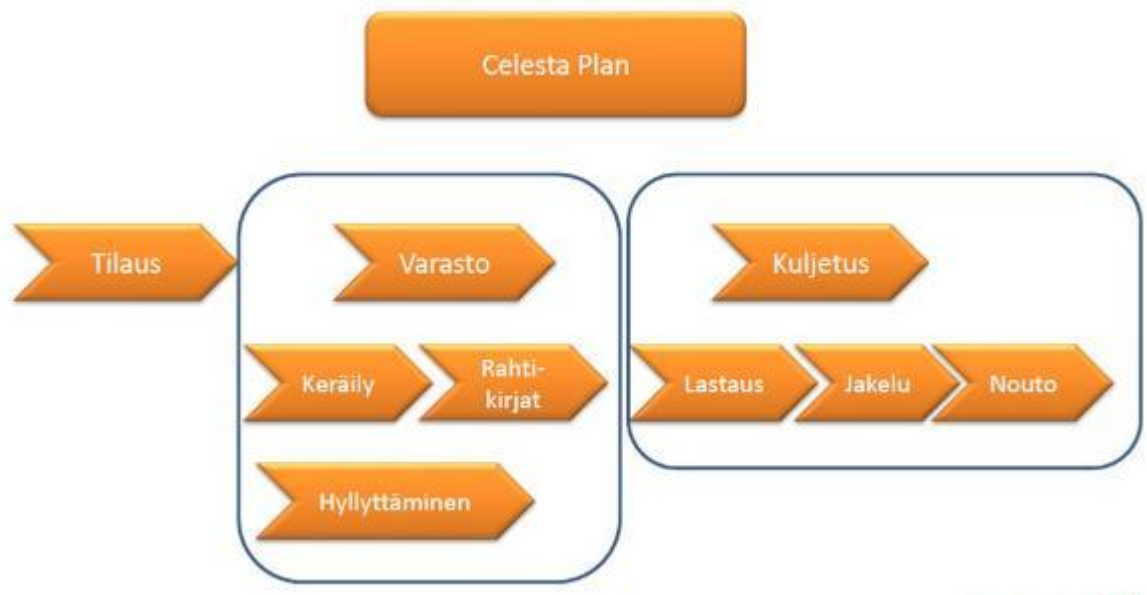 Celesta Plan
Tilaus
Varasto
Kuljetus
Keräily
Rahti-
kirjat
Lastaus
Jakelu
Nouto
Hyllyttäminen